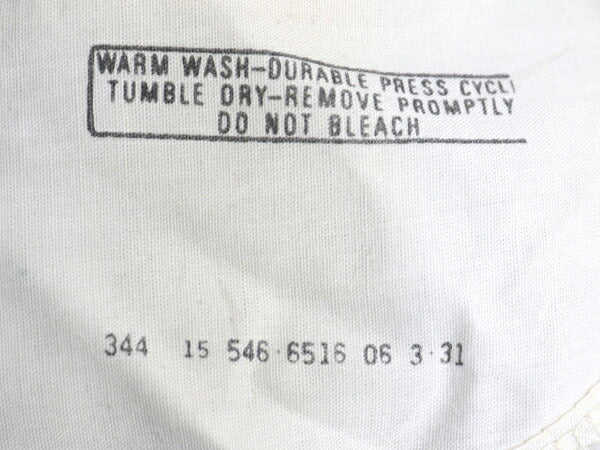 WARM WASH-DURABLE PRESS CYCL
TUMBLE DRY-REMOVE PROMPTLY
DO NOT BLEACH
344 15 546·6516 06 3·31